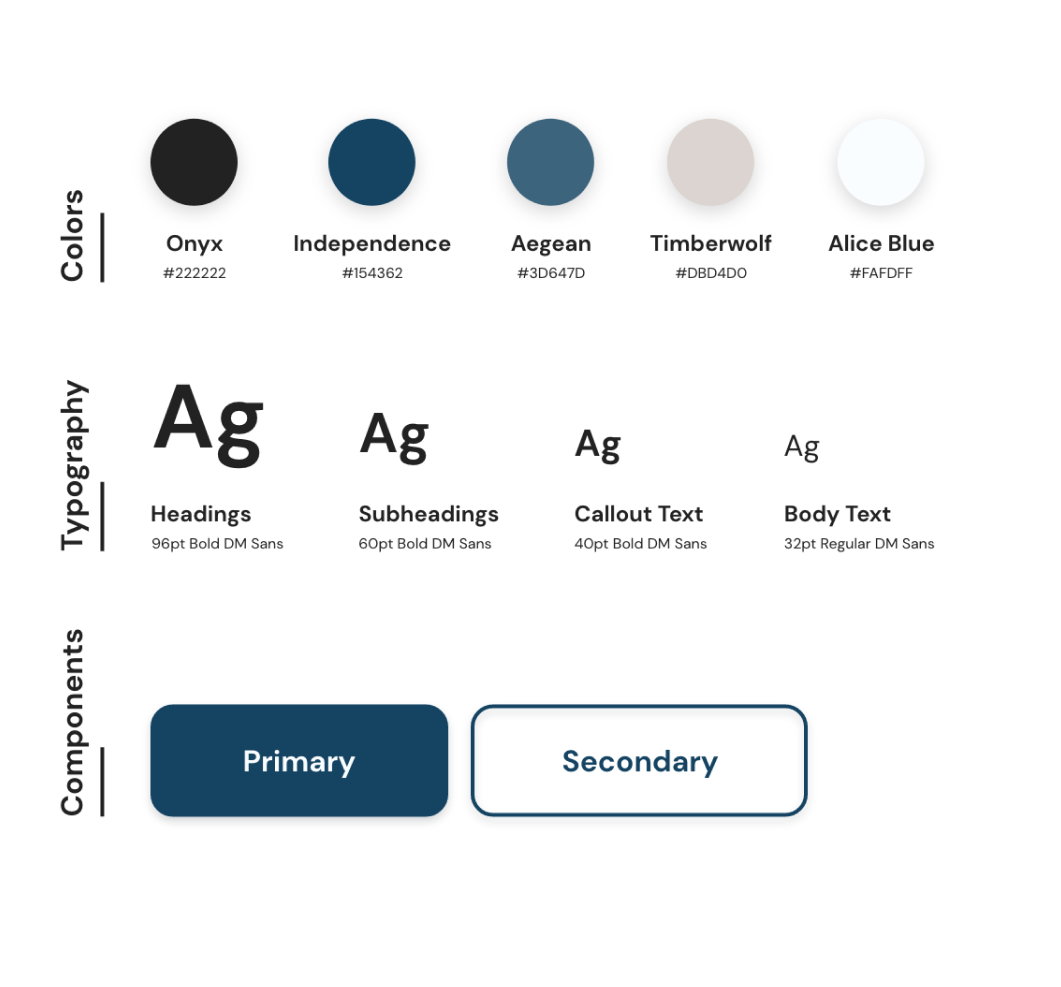 Colors
Onyx
#222222
Independence
#154362
Aegean
#3D647D
Timberwolf
#DBD4D0
Alice Blue
#FAFDFF
Typography
Ag
Headings
96pt Bold DM Sans
Ag
Subheadings
60pt Bold DM Sans
Ag
Callout Text
40pt Bold DM Sans
Ag
Body Text
32pt Regular DM Sans
Components
Primary
Secondary